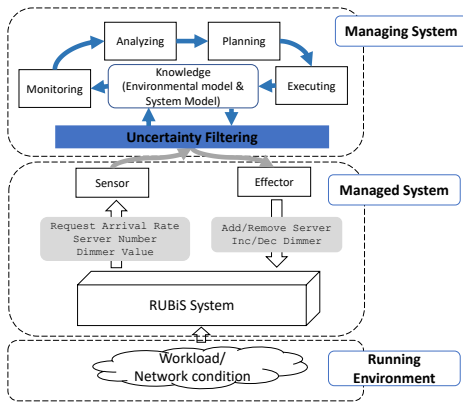 Managing System
Analyzing
Planning
Monitoring
Knowledge
(Environmental model &
System Model)
Executing
Uncertainty Filtering
Managed System
Sensor
Effector
Request Arrival Rate
Server Number
Dimmer Value
Add/Remove Server
Inc/Dec Dimmer
RUBiS System
Workload/
Network condition
Running
Environment